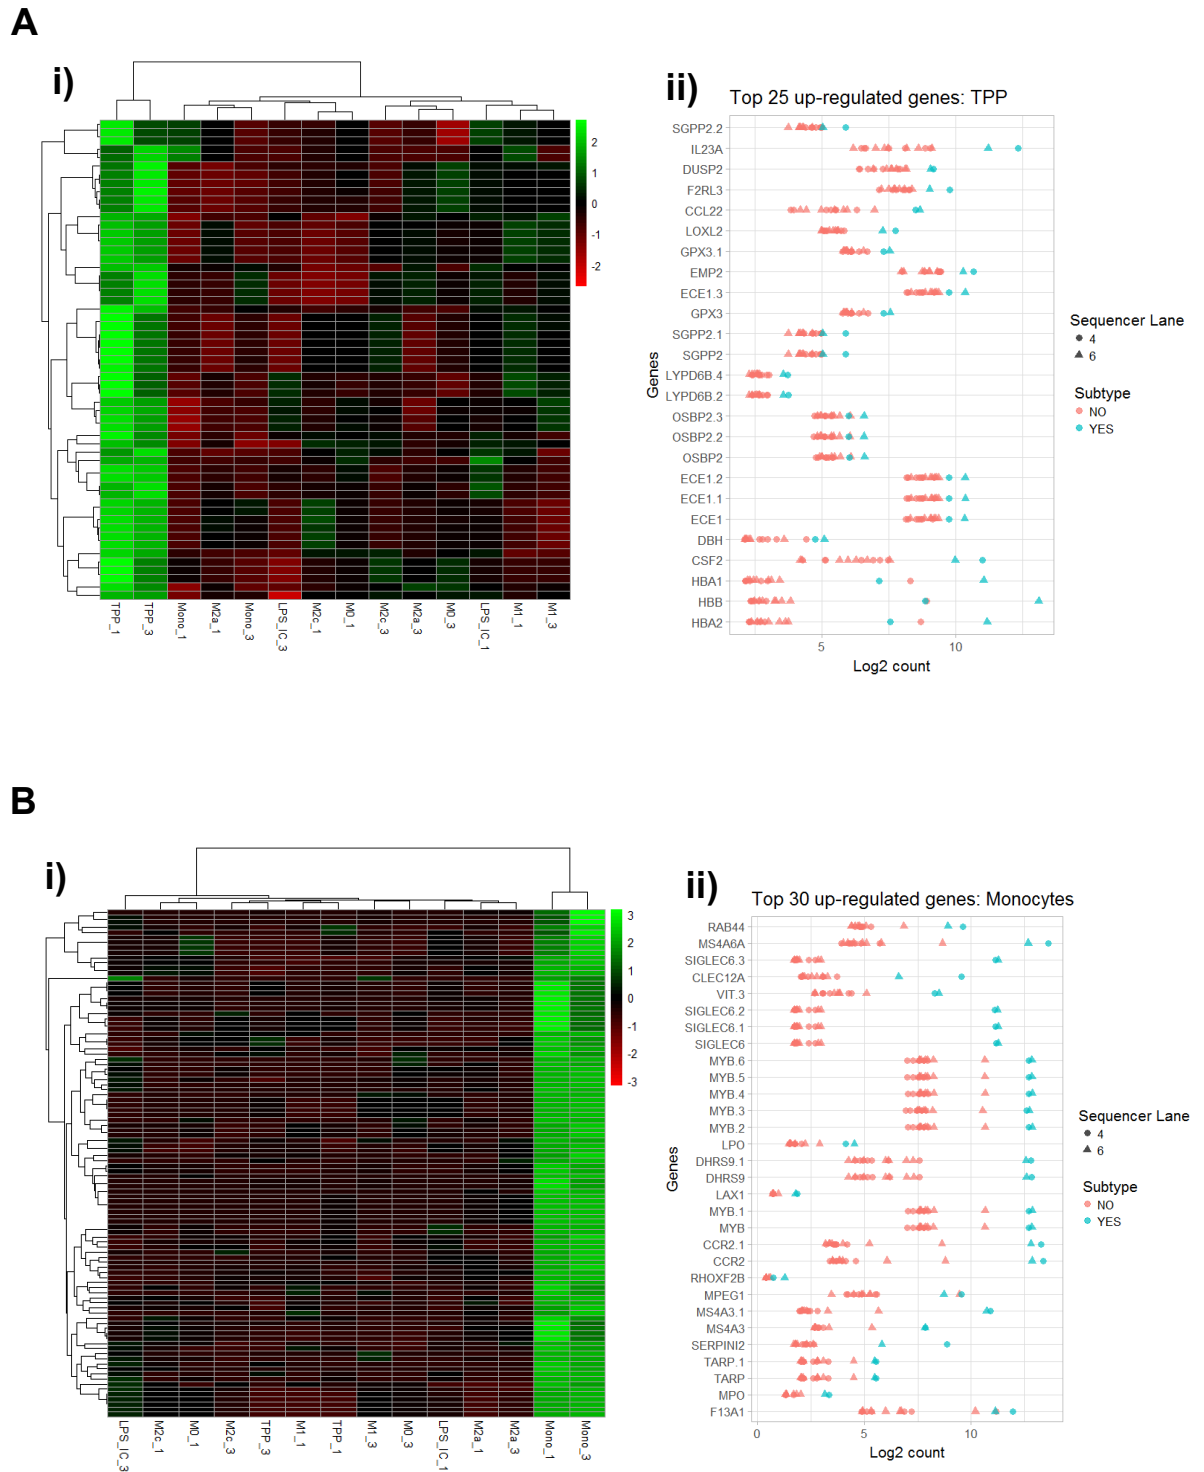 A
i)
2
1
0
-1
-2
TPP_1
TPP_3
Mono_1
M2a_1
Mono_3
LPS_IC_3
M2c_1
M0_1
M2c_3
M2a_3
M0_3
LPS_IC_1
M1_1
M1_3
ii)
Top 25 up-regulated genes: TPP
Genes
SGPP2.2
IL23A
DUSP2
F2RL3
CCL22
LOXL2
GPX3.1
EMP2
ECE1.3
GPX3
SGPP2.1
SGPP2
LYPD6B.4
LYPD6B.2
OSBP2.3
OSBP2.2
OSBP2
ECE1.2
ECE1.1
ECE1
DBH
CSF2
HBA1
HBB
HBA2
5 10
Log2 count
Sequencer Lane
4
6
Subtype
NO
YES
B
i)
3
2
1
0
-1
-2
-3
LPS_IC_3
M2c_1
M0_1
M2c_3
TPP_3
M1_1
TPP_1
M1_3
M0_3
LPS_IC_1
M2a_1
M2a_3
Mono_1
Mono_3
ii)
Top 30 up-regulated genes: Monocytes
Genes
RAB44
MS4A6A
SIGLEC6.3
CLEC12A
VIT.3
SIGLEC6.2
SIGLEC6.1
SIGLEC6
MYB.6
MYB.5
MYB.4
MYB.3
MYB.2
LPO
DHRS9.1
DHRS9
LAX1
MYB.1
MYB
CCR2.1
CCR2
RHOXF2B
MPEG1
MS4A3.1
MS4A3
SERPINI2
TARP.1
TARP
MPO
F13A1
0 5 10
Log2 count
Sequencer Lane
4
6
Subtype
NO
YES